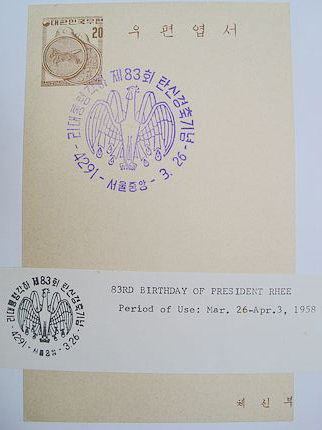 대한민국우표
20
우편엽서
리대통령각하 제83회 탄신경축기념
4291. - 서울중앙 - 3. 26.
리대통령각하 제83회 탄신경축기념
4291 서울중앙 3.26
83RD BIRTHDAY OF PRESIDENT RHEE
Period of Use: Mar. 26-Apr.3, 1958
체신부